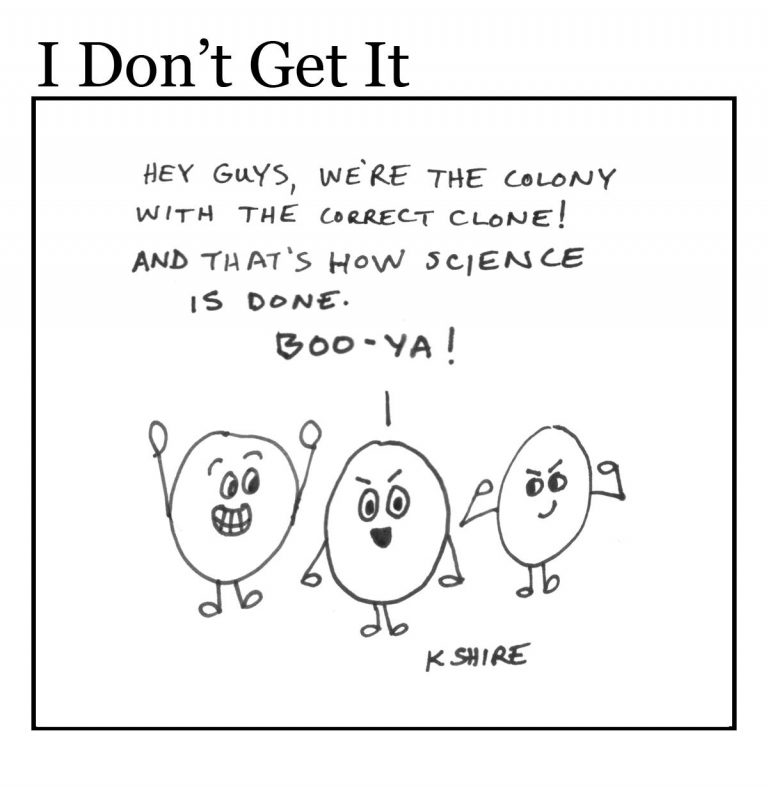 I Don’t Get It
HEY GUYS, WE'RE THE COLONY
WITH THE CORRECT CLONE!
AND THAT'S HOW SCIENCE
IS DONE.
BOO-YA!
K SHIRE